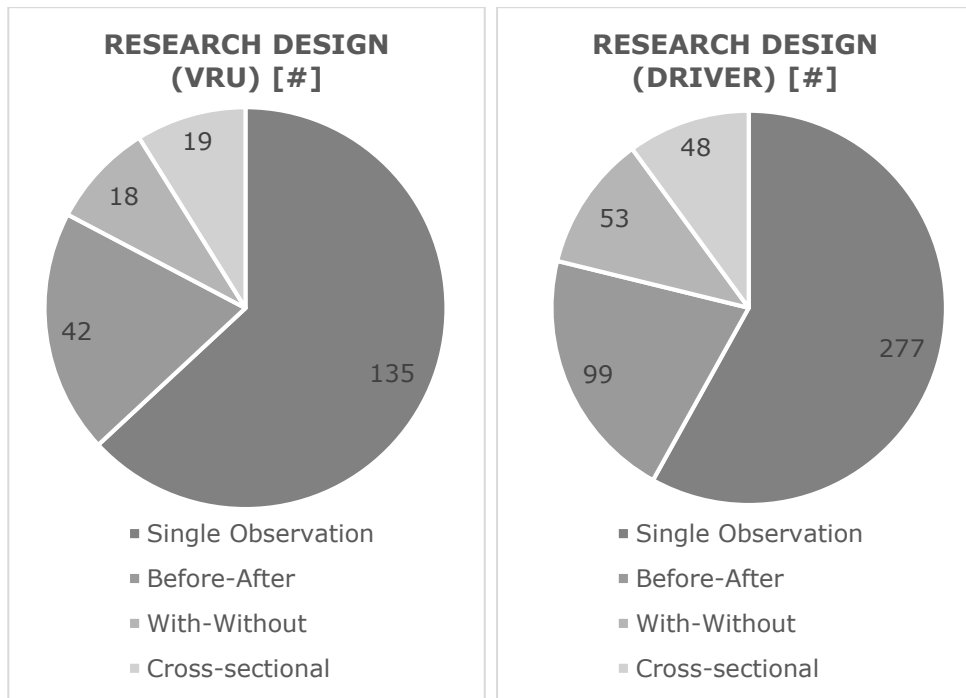 RESEARCH DESIGN
(VRU) [#]
19
18
42
135
Single Observation
Before-After
With-Without
Cross-sectional
RESEARCH DESIGN
(DRIVER) [#]
48
53
277
99
Single Observation
Before-After
With-Without
Cross-sectional